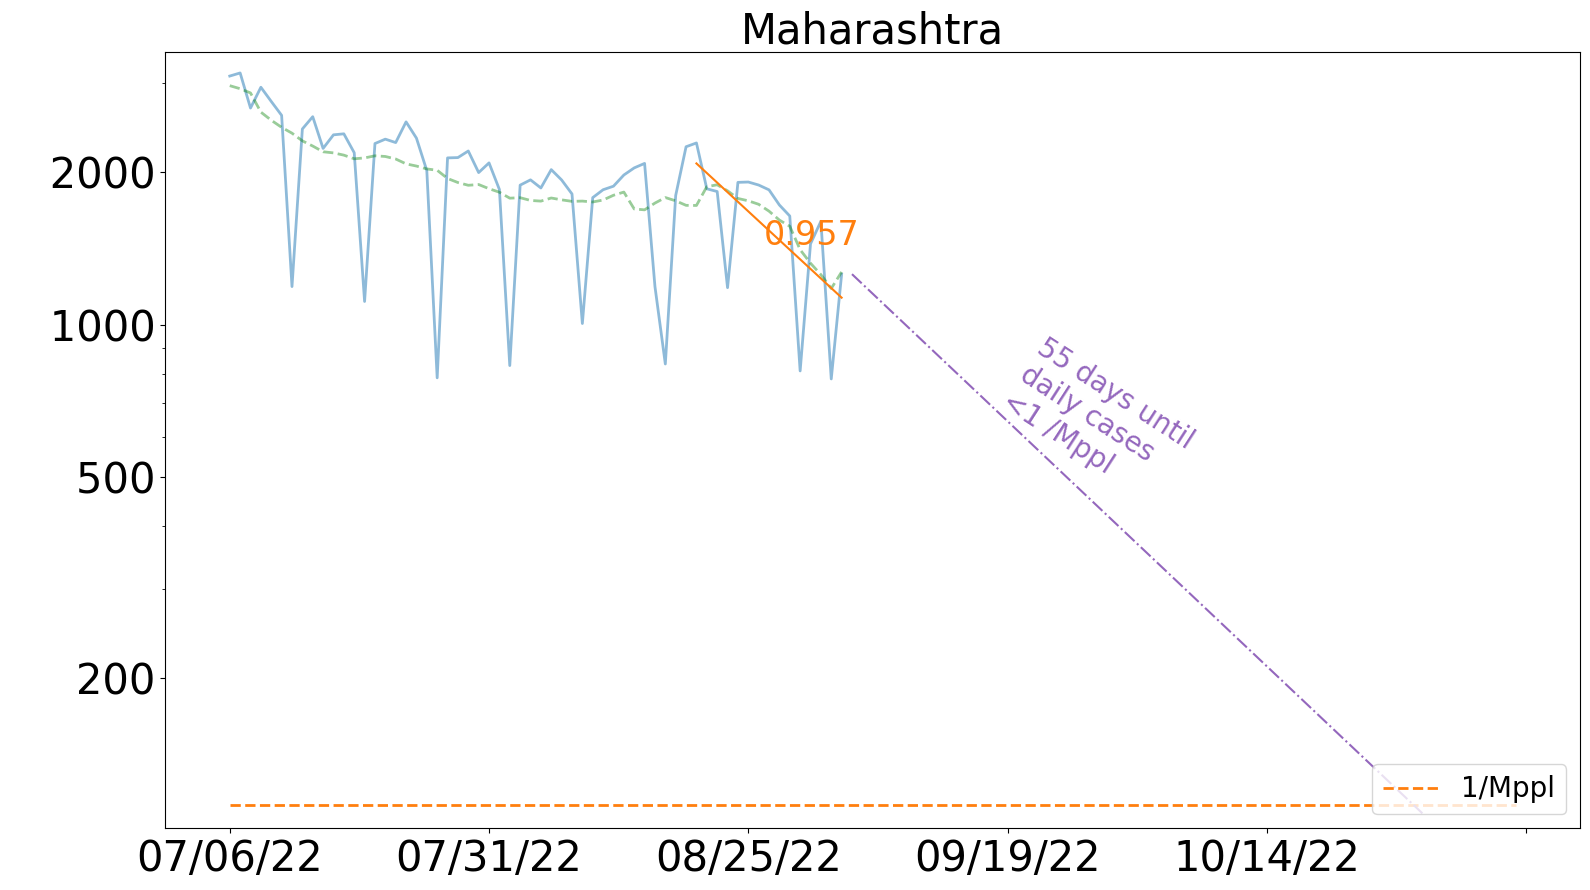 Maharashtra
2000
1000
500
200
0.957
55 days until
daily cases
<1 /Mppl
1/Mppl
07/06/22
07/31/22
08/25/22
09/19/22
10/14/22